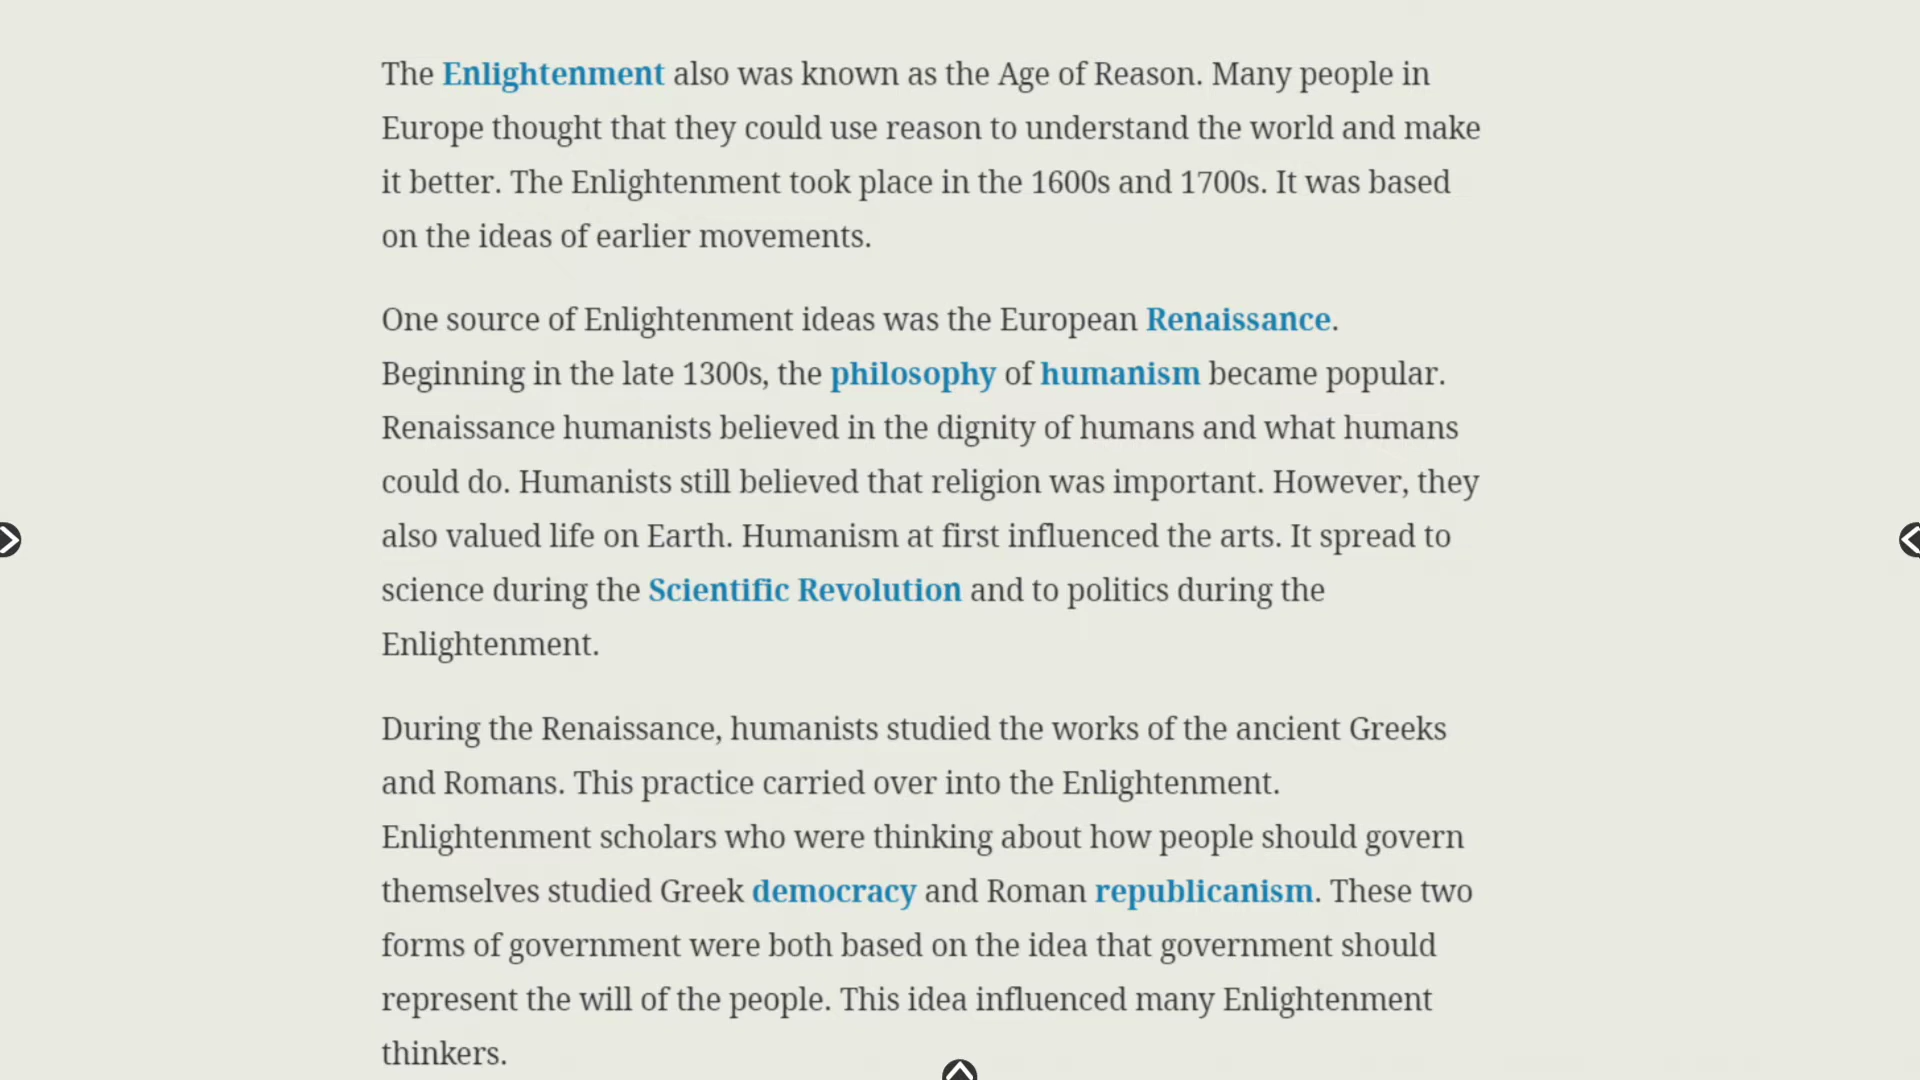 The Enlightenment also was known as the Age of Reason. Many people in
Europe thought that they could use reason to understand the world and make
it better. The Enlightenment took place in the 1600s and 1700s. It was based
on the ideas of earlier movements.
One source of Enlightenment ideas was the European Renaissance.
Beginning in the late 1300s, the philosophy of humanism became popular.
Renaissance humanists believed in the dignity of humans and what humans
could do. Humanists still believed that religion was important. However, they
also valued life on Earth. Humanism at first influenced the arts. It spread to
science during the Scientific Revolution and to politics during the
Enlightenment.
During the Renaissance, humanists studied the works of the ancient Greeks
and Romans. This practice carried over into the Enlightenment.
Enlightenment scholars who were thinking about how people should govern
themselves studied Greek democracy and Roman republicanism. These two
forms of government were both based on the idea that government should
represent the will of the people. This idea influenced many Enlightenment
thinkers.